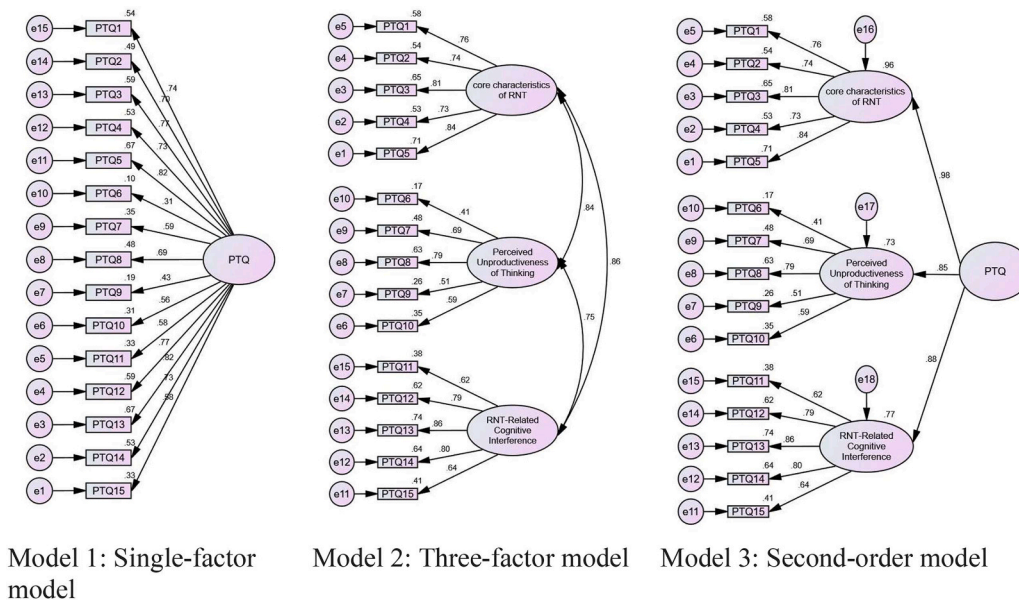 .54
e15 PTQ1
.49
e14 PTQ2
.59
e13 PTQ3
.53
e12 PTQ4
.67
e11 PTQ5
.10
e10 PTQ6
.35
e9 PTQ7
.48
e8 PTQ8
.19
e7 PTQ9
.31
e6 PTQ10
.33
e5 PTQ11
.59
e4 PTQ12
.67
e3 PTQ13
.53
e2 PTQ14
.33
e1 PTQ15
.74
.70
.77
.73
.82
.31
.59
.69
.43
.56
.58
.77
.82
.73
.58
PTQ
Model 1: Single-factor
model
.58
e5 PTQ1
.54
e4 PTQ2
.65
e3 PTQ3
.53
e2 PTQ4
.71
e1 PTQ5
.76
.74
.81
.73
.84
core characteristics
of RNT
.17
e10 PTQ6
.48
e9 PTQ7
.63
e8 PTQ8
.26
e7 PTQ9
.35
e6 PTQ10
.41
.69
.79
.51
.59
Perceived
Unproductiveness
of Thinking
.38
e15 PTQ11
.62
e14 PTQ12
.74
e13 PTQ13
.64
e12 PTQ14
.41
e11 PTQ15
.62
.79
.86
.80
.64
RNT-Related
Cognitive
Interference
.84
.86
.75
Model 2: Three-factor model
.58
e5 PTQ1
.54
e4 PTQ2
.65
e3 PTQ3
.53
e2 PTQ4
.71
e1 PTQ5
.76
.74
.81
.73
.84
e16
.96
core characteristics
of RNT
.17
e10 PTQ6
.48
e9 PTQ7
.63
e8 PTQ8
.26
e7 PTQ9
.35
e6 PTQ10
.41
.69
.79
.51
.59
e17
.73
Perceived
Unproductiveness
of Thinking
.38
e15 PTQ11
.62
e14 PTQ12
.74
e13 PTQ13
.64
e12 PTQ14
.41
e11 PTQ15
.62
.79
.86
.80
.64
e18
.77
RNT-Related
Cognitive
Interference
.98
.85
.88
PTQ
Model 3: Second-order model